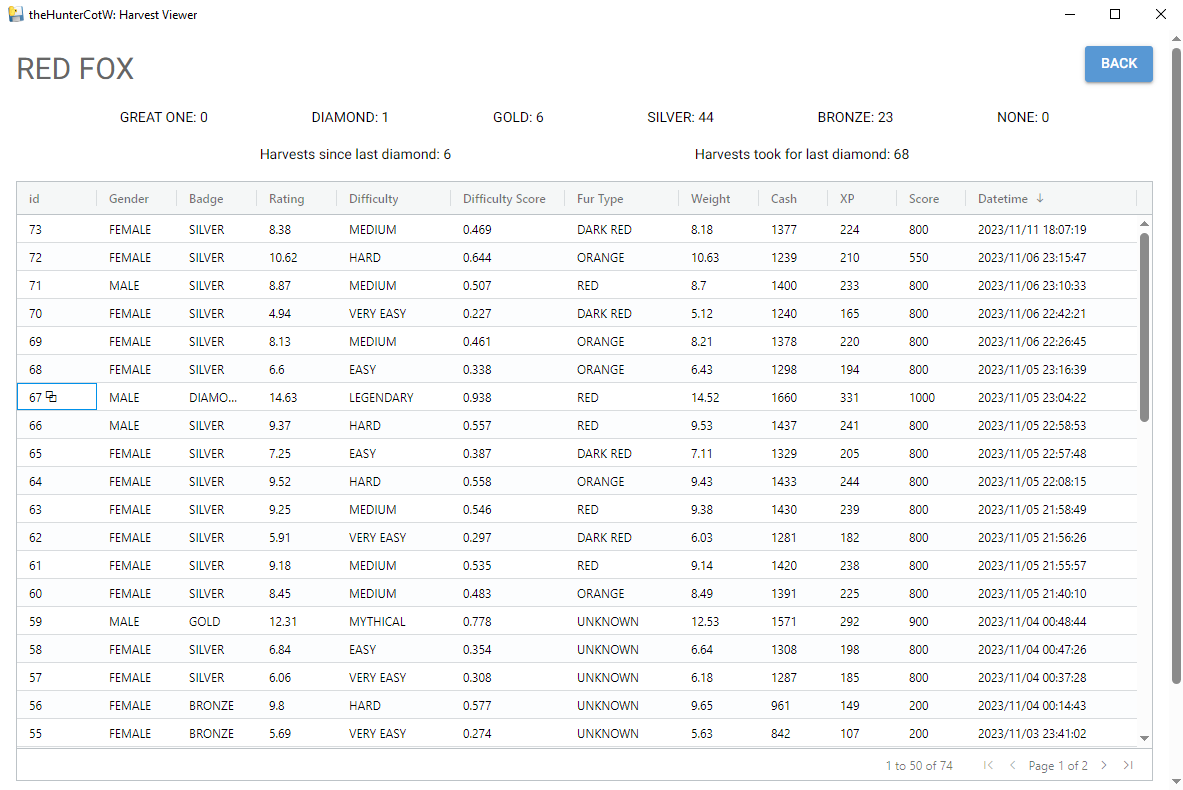 theHunterCotW: Harvest Viewer
RED FOX
BACK
GREAT ONE: 0 DIAMOND: 1 GOLD: 6 SILVER: 44 BRONZE: 23 NONE: 0
Harvests since last diamond: 6 Harvests took for last diamond: 68
id Gender Badge Rating Difficulty Difficulty Score Fur Type Weight Cash XP Score Datetime ↓
73 FEMALE SILVER 8.38 MEDIUM 0.469 DARK RED 8.18 1377 224 800 2023/11/11 18:07:19
72 FEMALE SILVER 10.62 HARD 0.644 ORANGE 10.63 1239 210 550 2023/11/06 23:15:47
71 MALE SILVER 8.87 MEDIUM 0.507 RED 8.7 1400 233 800 2023/11/06 23:10:33
70 FEMALE SILVER 4.94 VERY EASY 0.227 DARK RED 5.12 1240 165 800 2023/11/06 22:42:21
69 FEMALE SILVER 8.13 MEDIUM 0.461 ORANGE 8.21 1378 220 800 2023/11/06 22:26:45
68 FEMALE SILVER 6.6 EASY 0.338 ORANGE 6.43 1298 194 800 2023/11/05 23:16:39
67 MALE DIAMO... 14.63 LEGENDARY 0.938 RED 14.52 1660 331 1000 2023/11/05 23:04:22
66 MALE SILVER 9.37 HARD 0.557 RED 9.53 1437 241 800 2023/11/05 22:58:53
65 FEMALE SILVER 7.25 EASY 0.387 DARK RED 7.11 1329 205 800 2023/11/05 22:57:48
64 FEMALE SILVER 9.52 HARD 0.558 ORANGE 9.43 1433 244 800 2023/11/05 22:08:15
63 FEMALE SILVER 9.25 MEDIUM 0.546 RED 9.38 1430 239 800 2023/11/05 21:58:49
62 FEMALE SILVER 5.91 VERY EASY 0.297 DARK RED 6.03 1281 182 800 2023/11/05 21:56:26
61 FEMALE SILVER 9.18 MEDIUM 0.535 RED 9.14 1420 238 800 2023/11/05 21:55:57
60 FEMALE SILVER 8.45 MEDIUM 0.483 ORANGE 8.49 1391 225 800 2023/11/05 21:40:10
59 MALE GOLD 12.31 MYTHICAL 0.778 UNKNOWN 12.53 1571 292 900 2023/11/04 00:48:44
58 FEMALE SILVER 6.84 EASY 0.354 UNKNOWN 6.64 1308 198 800 2023/11/04 00:47:26
57 FEMALE SILVER 6.06 VERY EASY 0.308 UNKNOWN 6.18 1287 185 800 2023/11/04 00:37:28
56 FEMALE BRONZE 9.8 HARD 0.577 UNKNOWN 9.65 961 149 200 2023/11/04 00:14:43
55 FEMALE BRONZE 5.69 VERY EASY 0.274 UNKNOWN 5.63 842 107 200 2023/11/03 23:41:02
1 to 50 of 74 Page 1 of 2